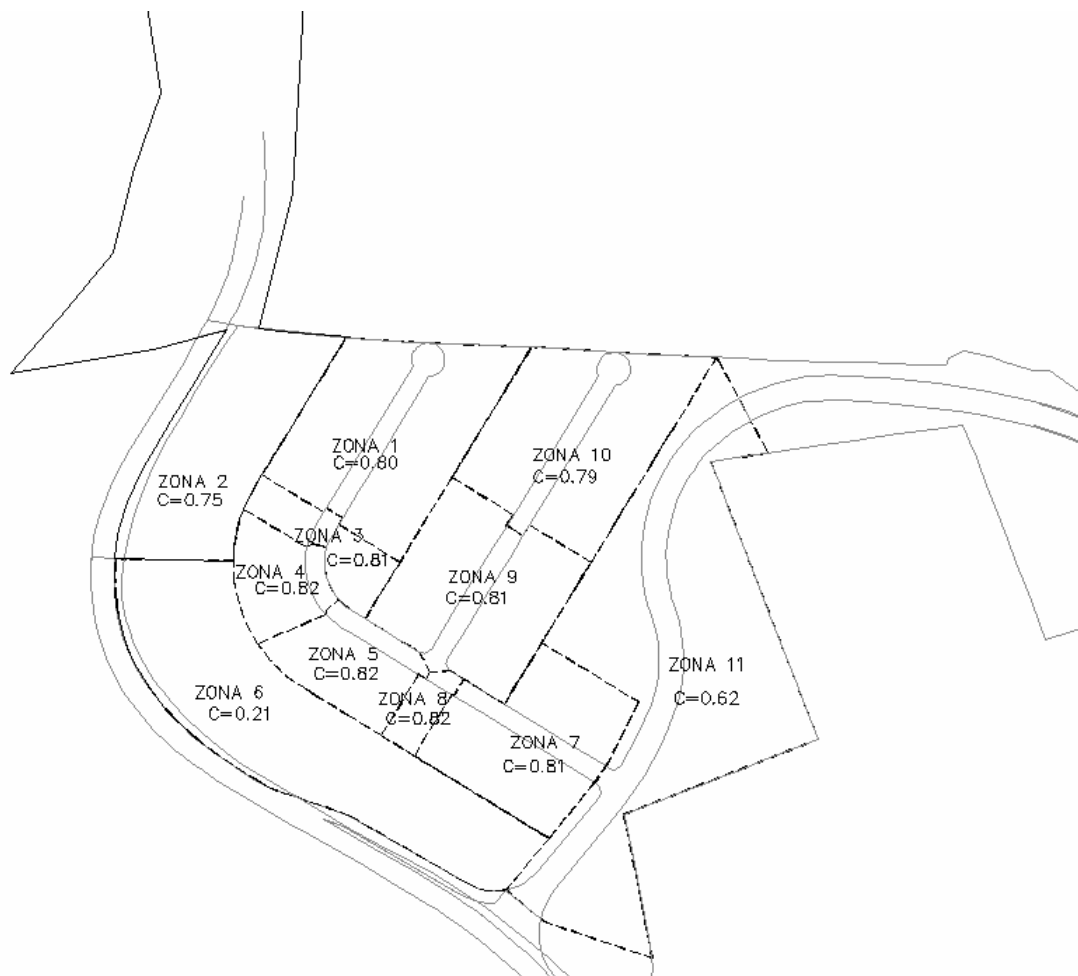 ZONA 1
C=0.80
ZONA 10
C=0.79
ZONA 2
C=0.75
ZONA 3
C=0.81
ZONA 4
C=0.82
ZONA 9
C=0.81
ZONA 5
C=0.82
ZONA 11
C=0.62
ZONA 6
C=0.21
ZONA 8
C=0.82
ZONA 7
C=0.81